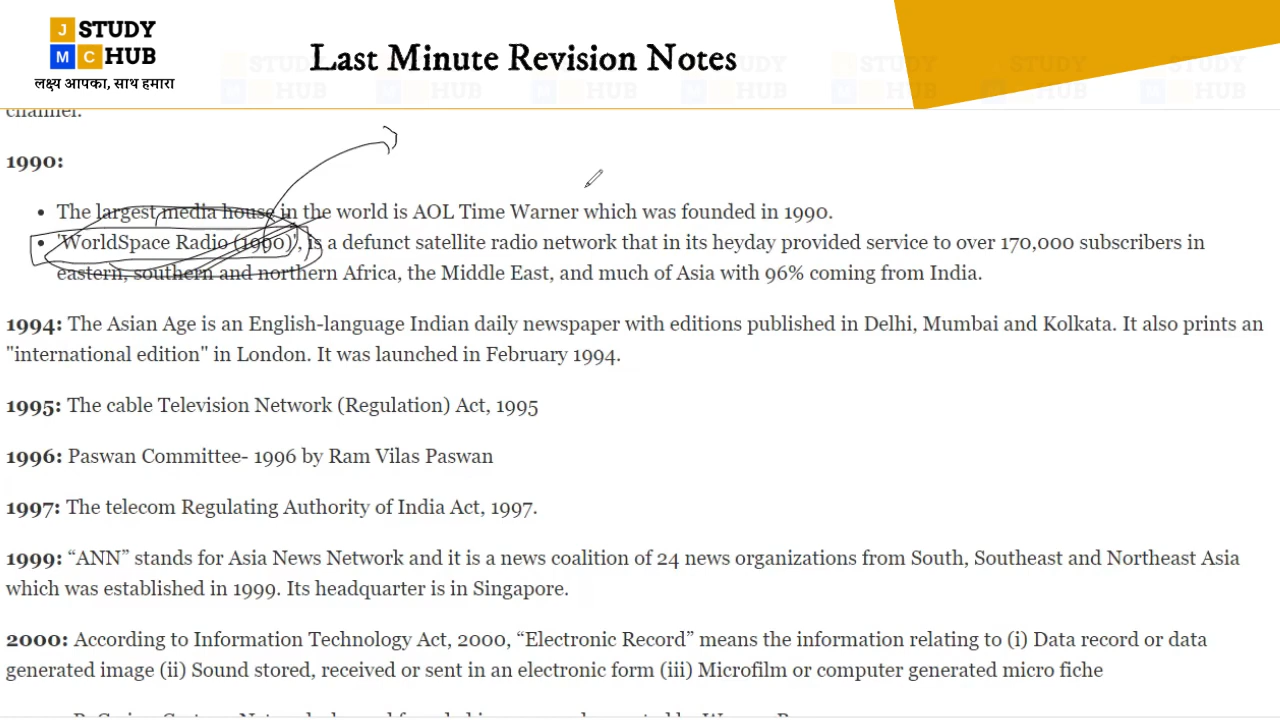 J STUDY
M C HUB
लक्ष्य आपका, साथ हमारा
Last Minute Revision Notes
channel.
1990:
• The largest media house in the world is AOL Time Warner which was founded in 1990.
• 'WorldSpace Radio (1990)', is a defunct satellite radio network that in its heyday provided service to over 170,000 subscribers in
eastern, southern and northern Africa, the Middle East, and much of Asia with 96% coming from India.
1994: The Asian Age is an English-language Indian daily newspaper with editions published in Delhi, Mumbai and Kolkata. It also prints an
"international edition" in London. It was launched in February 1994.
1995: The cable Television Network (Regulation) Act, 1995
1996: Paswan Committee- 1996 by Ram Vilas Paswan
1997: The telecom Regulating Authority of India Act, 1997.
1999: “ANN” stands for Asia News Network and it is a news coalition of 24 news organizations from South, Southeast and Northeast Asia
which was established in 1999. Its headquarter is in Singapore.
2000: According to Information Technology Act, 2000, “Electronic Record” means the information relating to (i) Data record or data
generated image (ii) Sound stored, received or sent in an electronic form (iii) Microfilm or computer generated micro fiche